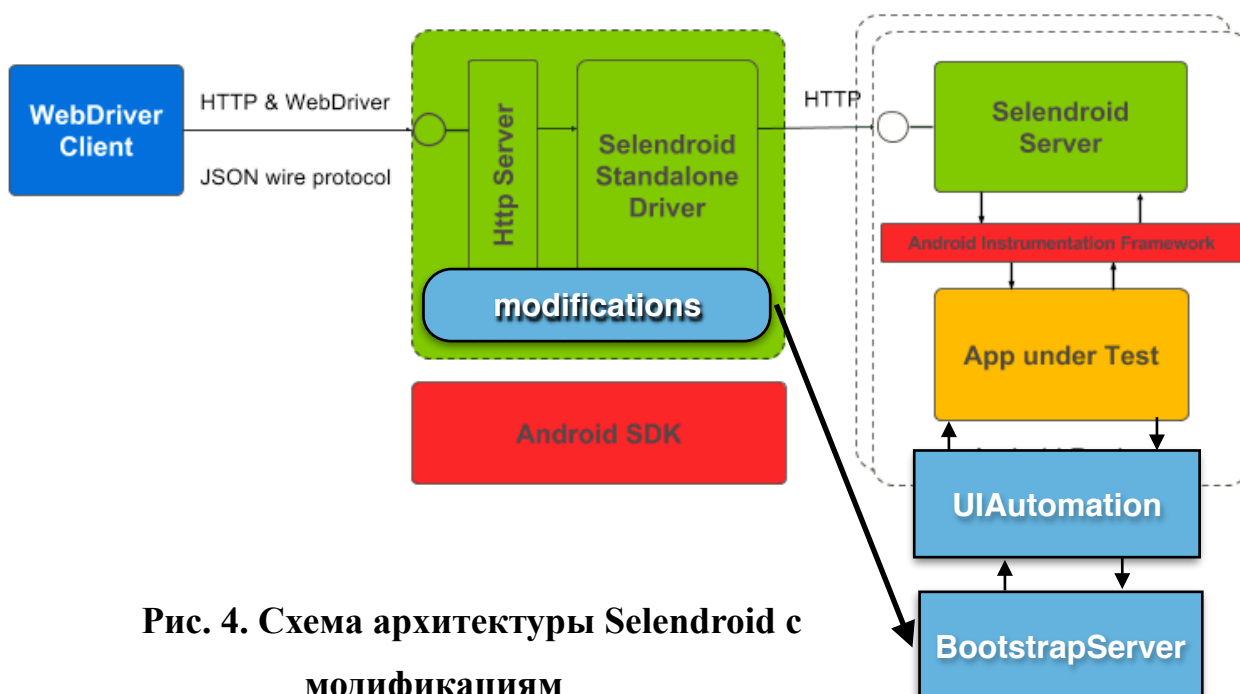 WebDriver
Client
HTTP & WebDriver
JSON wire protocol
Http Server
Selendroid
Standalone
Driver
modifications
Android SDK
HTTP
Selendroid
Server
Android Instrumentation Framework
App under Test
UIAutomation
BootstrapServer
Рис. 4. Схема архитектуры Selendroid с
модификациям